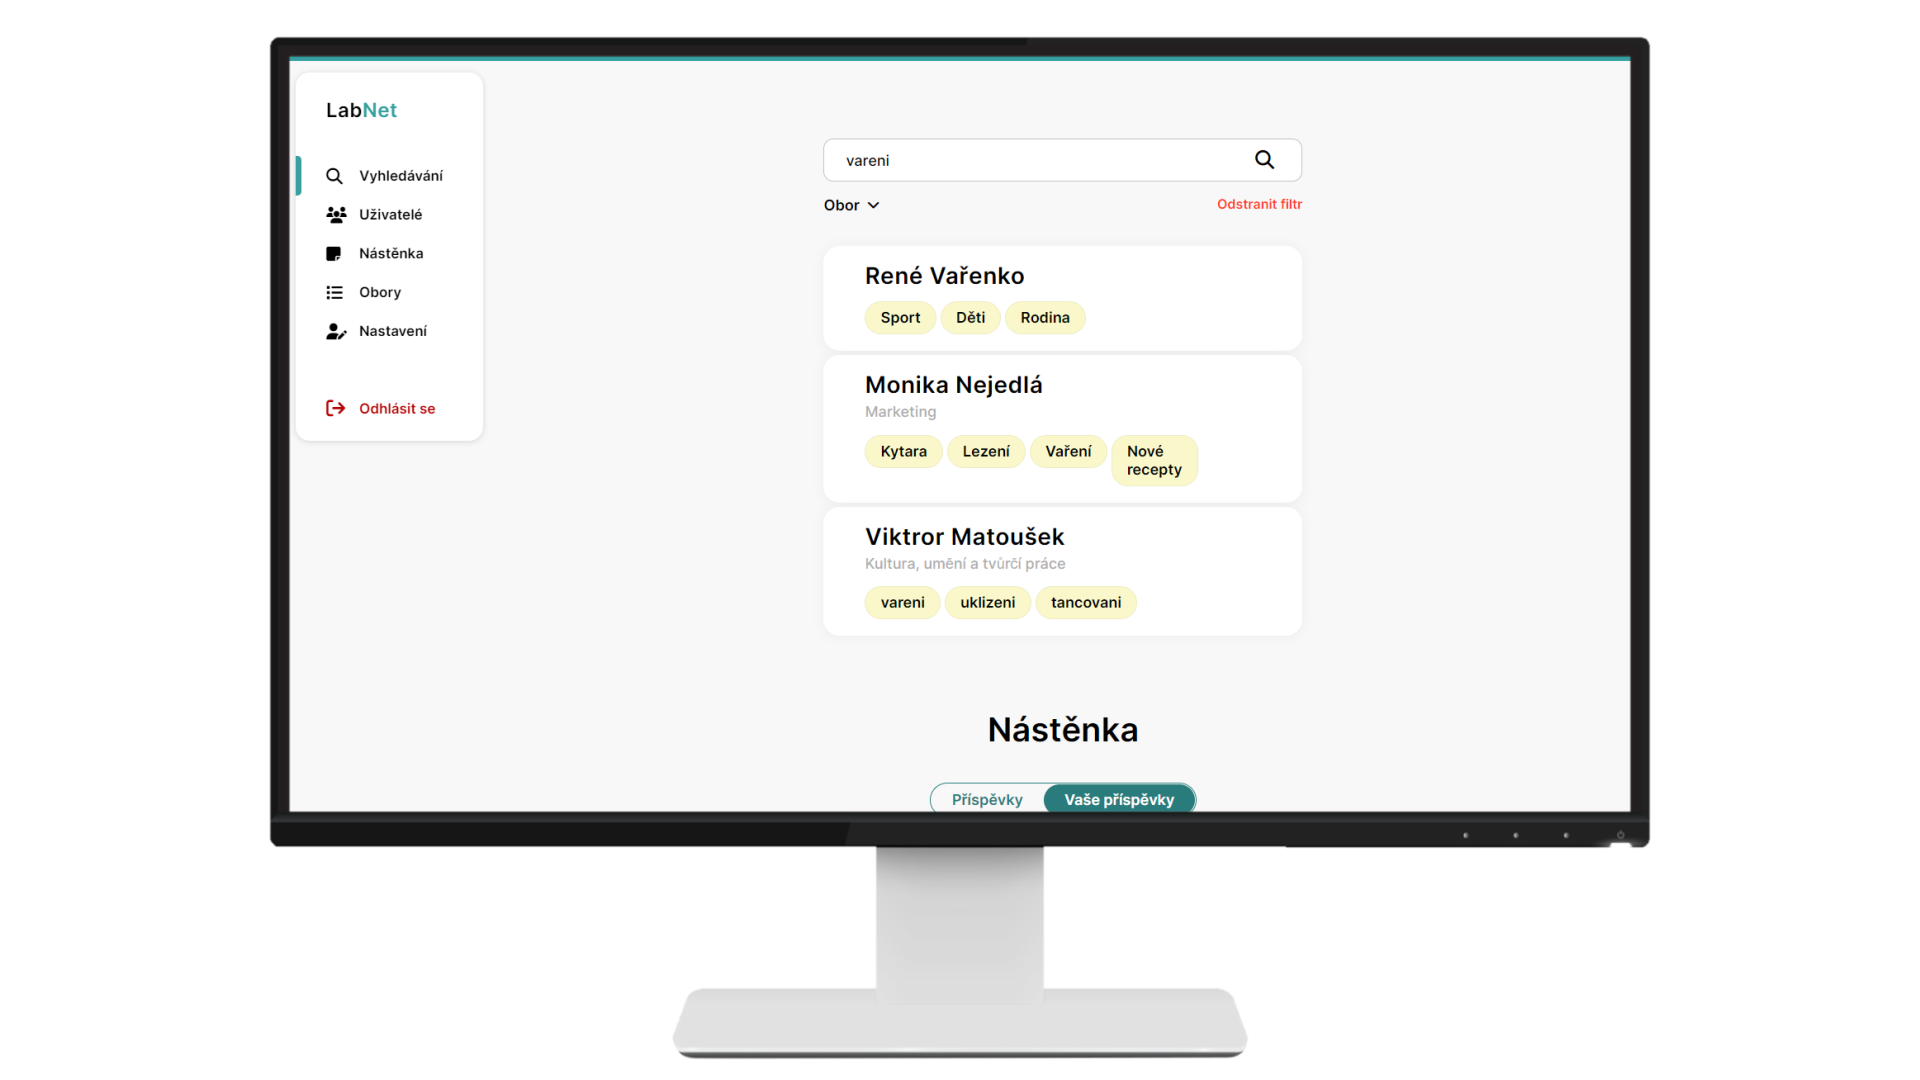 LabNet
Vyhledávání
Uživatelé
Nástěnka
Obory
Nastavení
Odhlásit se
vareni
Obor
Odstranit filtr
René Vařenko
Sport Děti Rodina
Monika Nejedlá
Marketing
Kytara Lezení Vaření Nové
recepty
Viktror Matoušek
Kultura, umění a tvůrčí práce
vareni uklizeni tancovani
Nástěnka
Příspěvky Vaše příspěvky